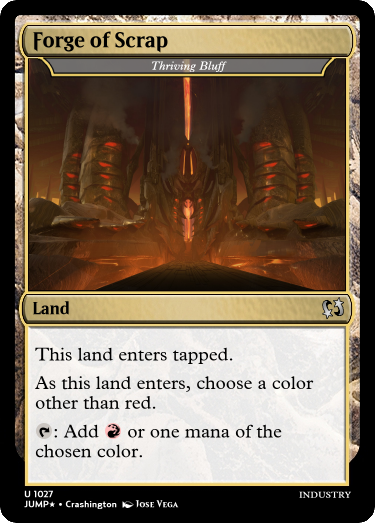 Forge of Scrap
Thriving Bluff
Land
This land enters tapped.
As this land enters, choose a color
other than red.
: Add or one mana of the
chosen color.
U 1027
INDUSTRY
JUMP★ • Crashington Jose Vega